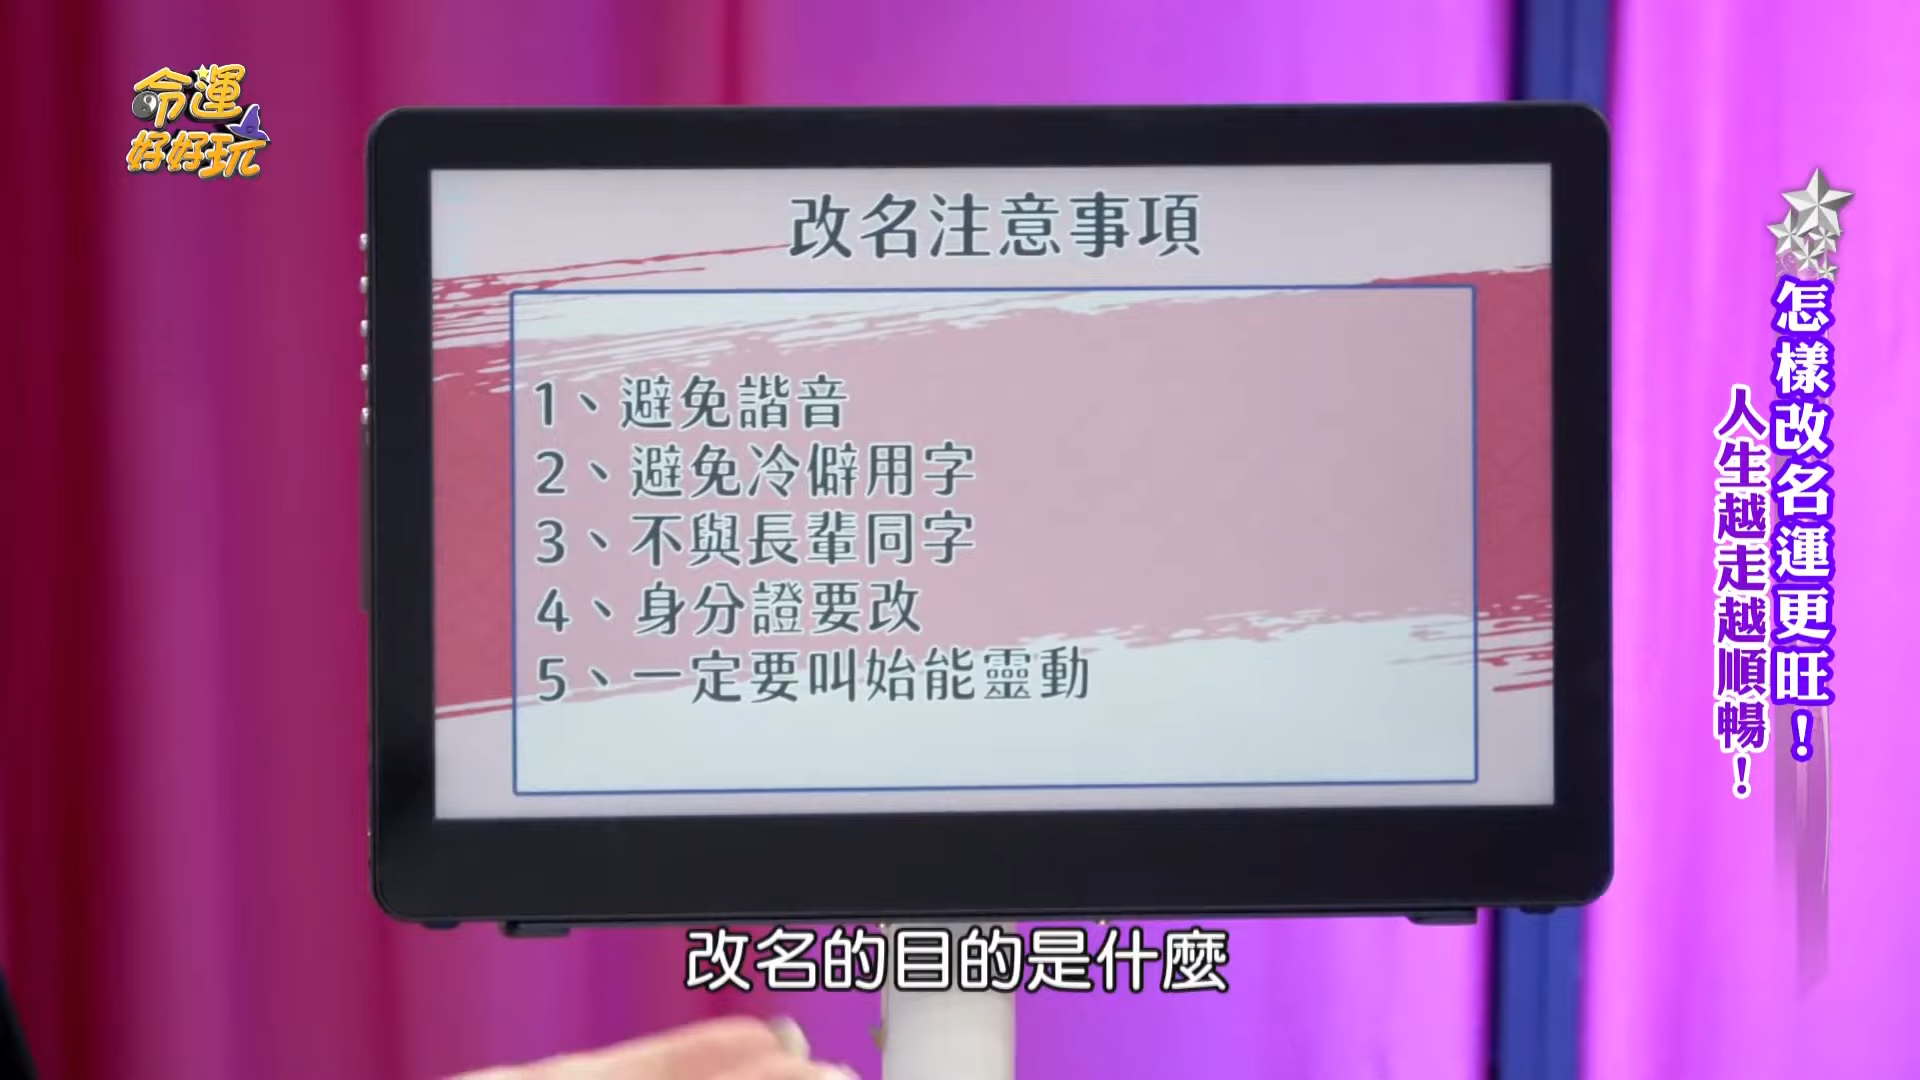 命運
好好玩
改名注意事項
1、避免諧音
2、避免冷僻用字
3、不與長輩同字
4、身分證要改
5、一定要叫始能靈動
怎樣改名運更旺！
人生越走越順暢！
改名的目的是什麼